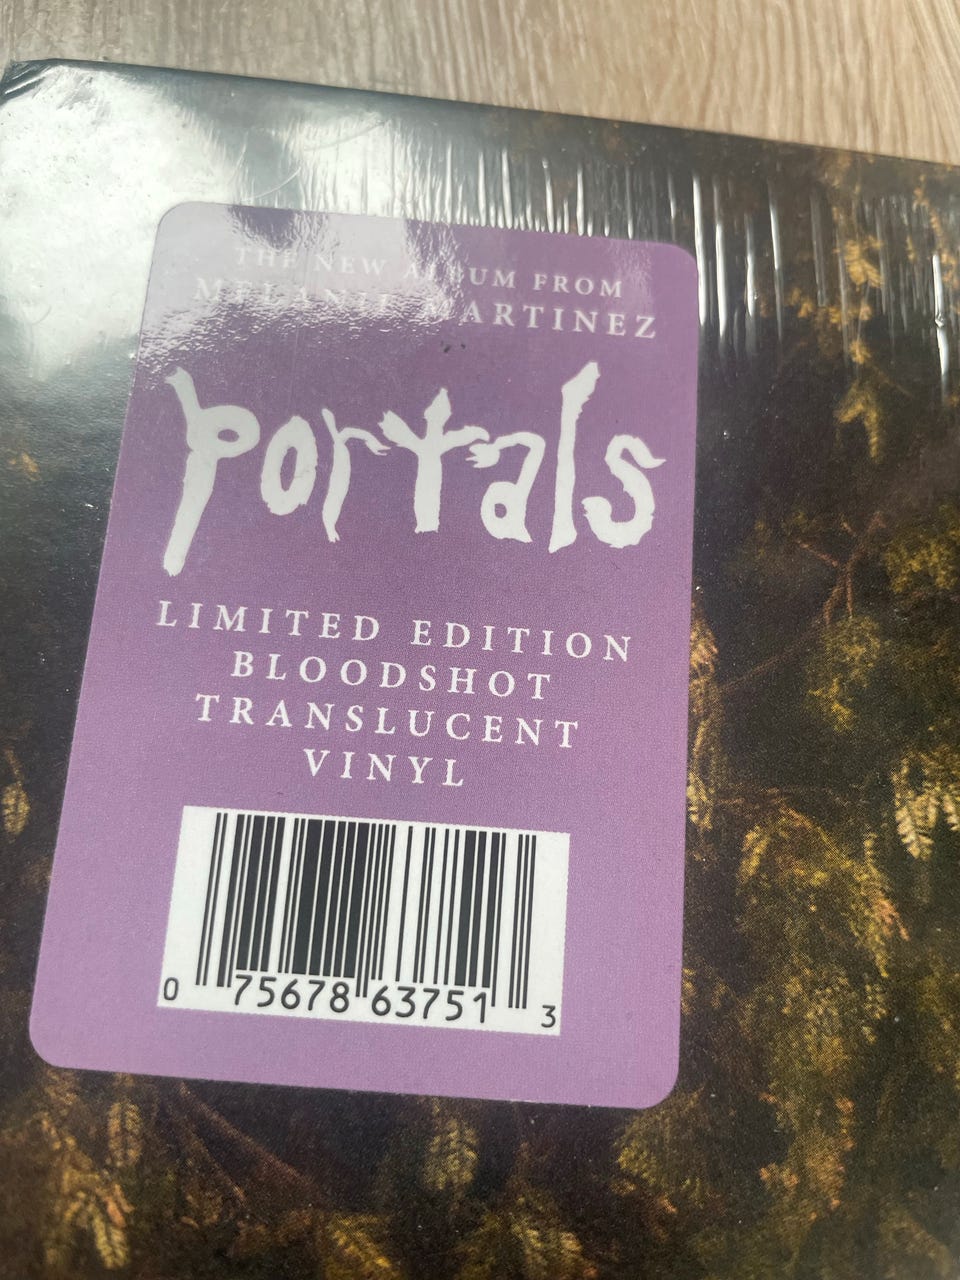 THE NEW ALBUM FROM
MELANIE MARTINEZ
portals
LIMITED EDITION
BLOODSHOT
TRANSLUCENT
VINYL
0 75678 63751 3